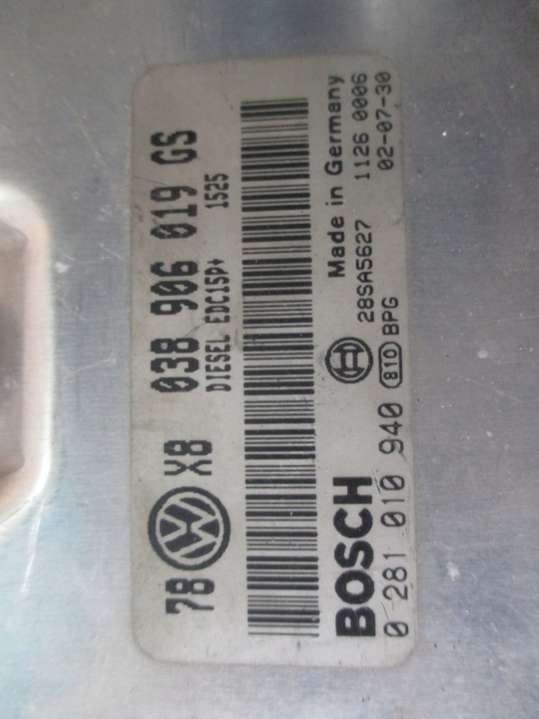 78 VW X8 038 906 019 GS
DIESEL EDC15P+ 1525
BOSCH Made in Germany
28SA5627 1126 0006
0 281 010 940 810 BPG 02-07-30